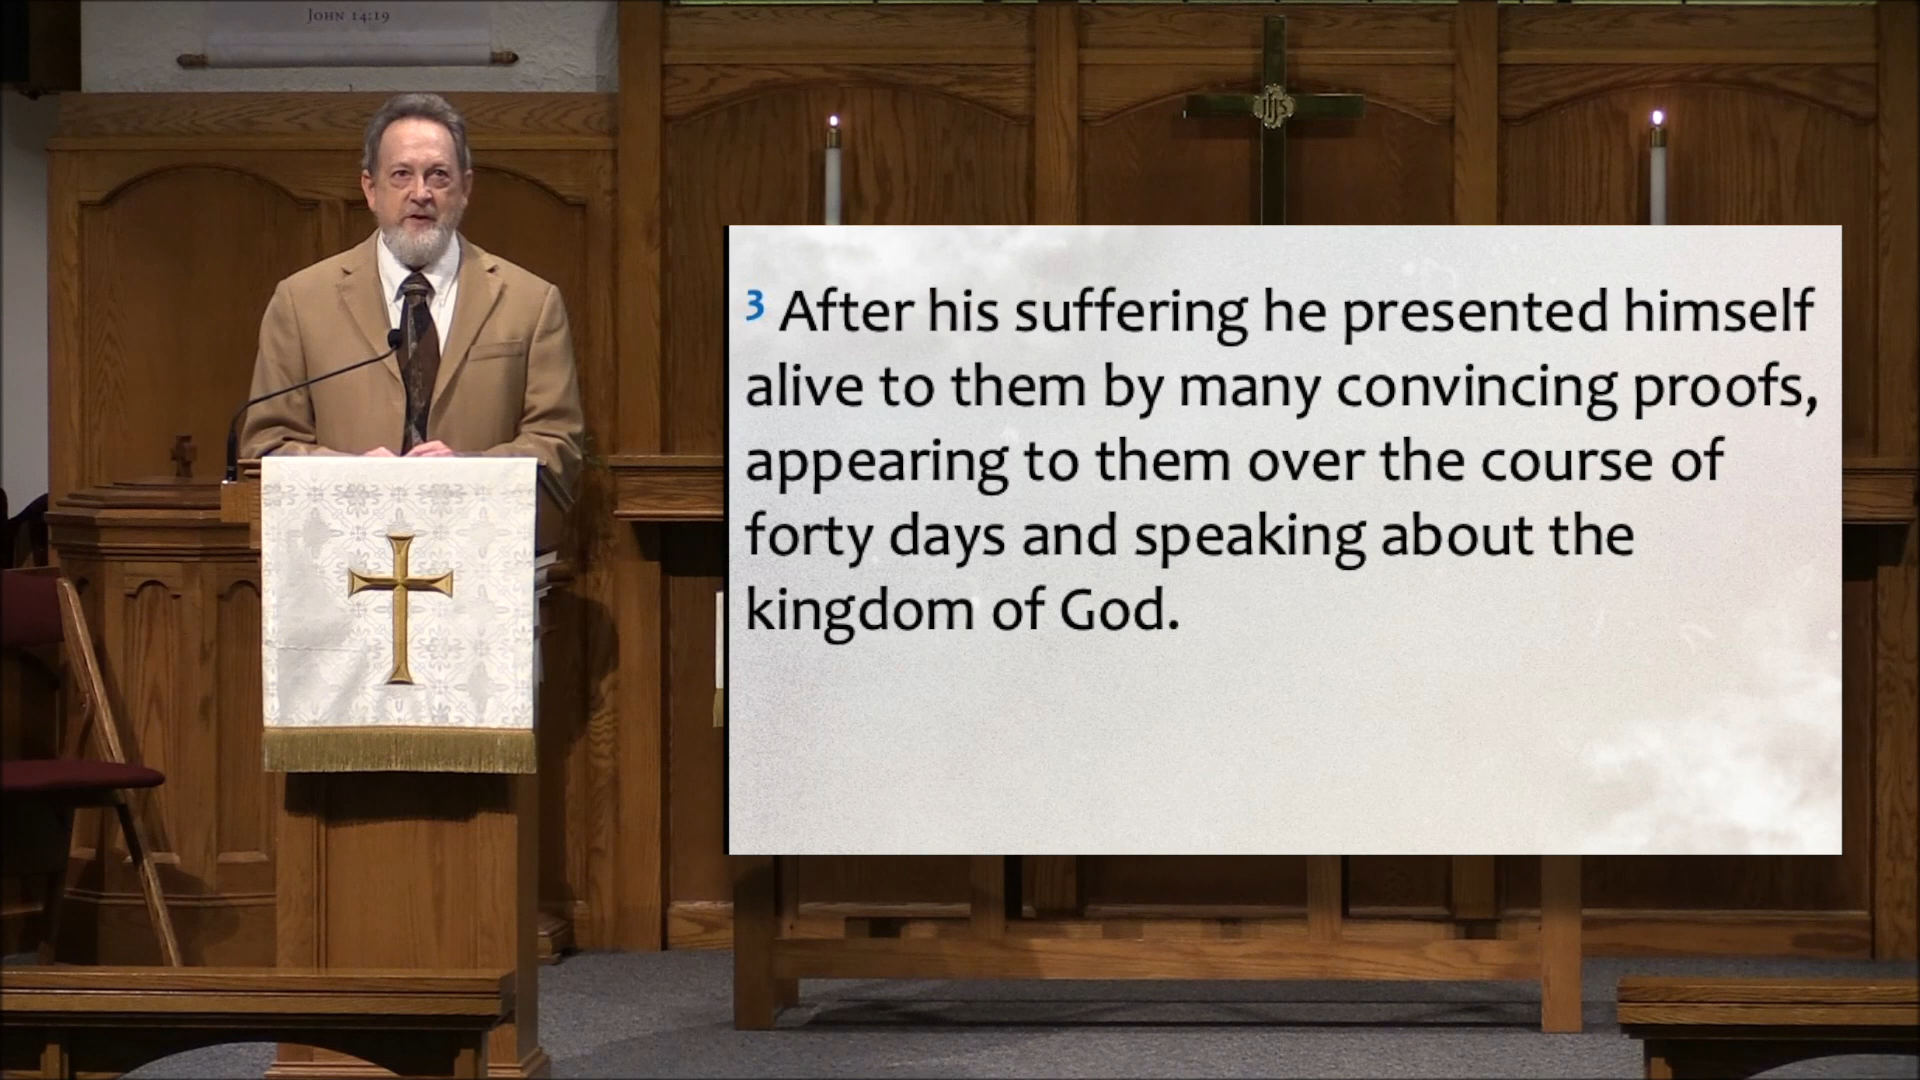 JOHN 14:19
IHS
3 After his suffering he presented himself
alive to them by many convincing proofs,
appearing to them over the course of
forty days and speaking about the
kingdom of God.